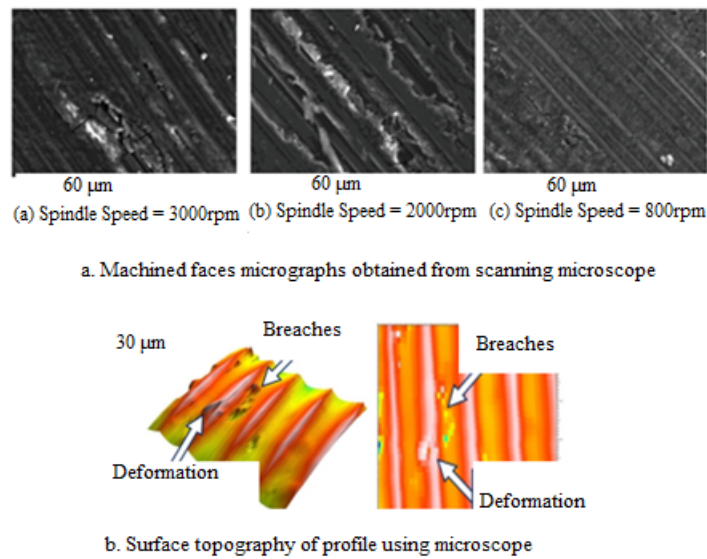 60 μm
60 μm
60 μm
(a) Spindle Speed = 3000rpm
(b) Spindle Speed = 2000rpm
(c) Spindle Speed = 800rpm
a. Machined faces micrographs obtained from scanning microscope
30 μm
Breaches
Deformation
Breaches
Deformation
b. Surface topography of profile using microscope